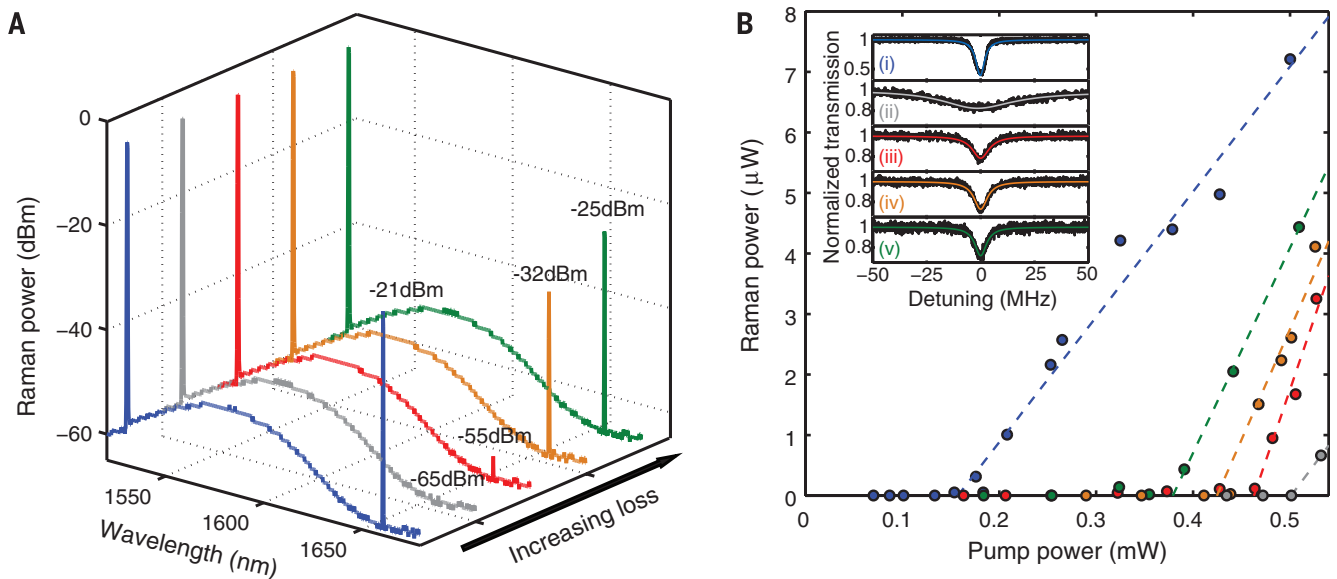 A
Raman power (dBm)
0
−20
−40
−60
1550
1600
1650
Wavelength (nm)
Increasing loss
-21dBm
-65dBm
-55dBm
-32dBm
-25dBm
B
Raman power ( μW)
8
7
6
5
4
3
2
1
0
0
0.1
0.2
0.3
0.4
0.5
Pump power (mW)
Normalized transmission
1
0.5
(i)
1
0.8
(ii)
1
0.8
(iii)
1
0.8
(iv)
1
0.8
(v)
−50
−25
0
25
50
Detuning (MHz)